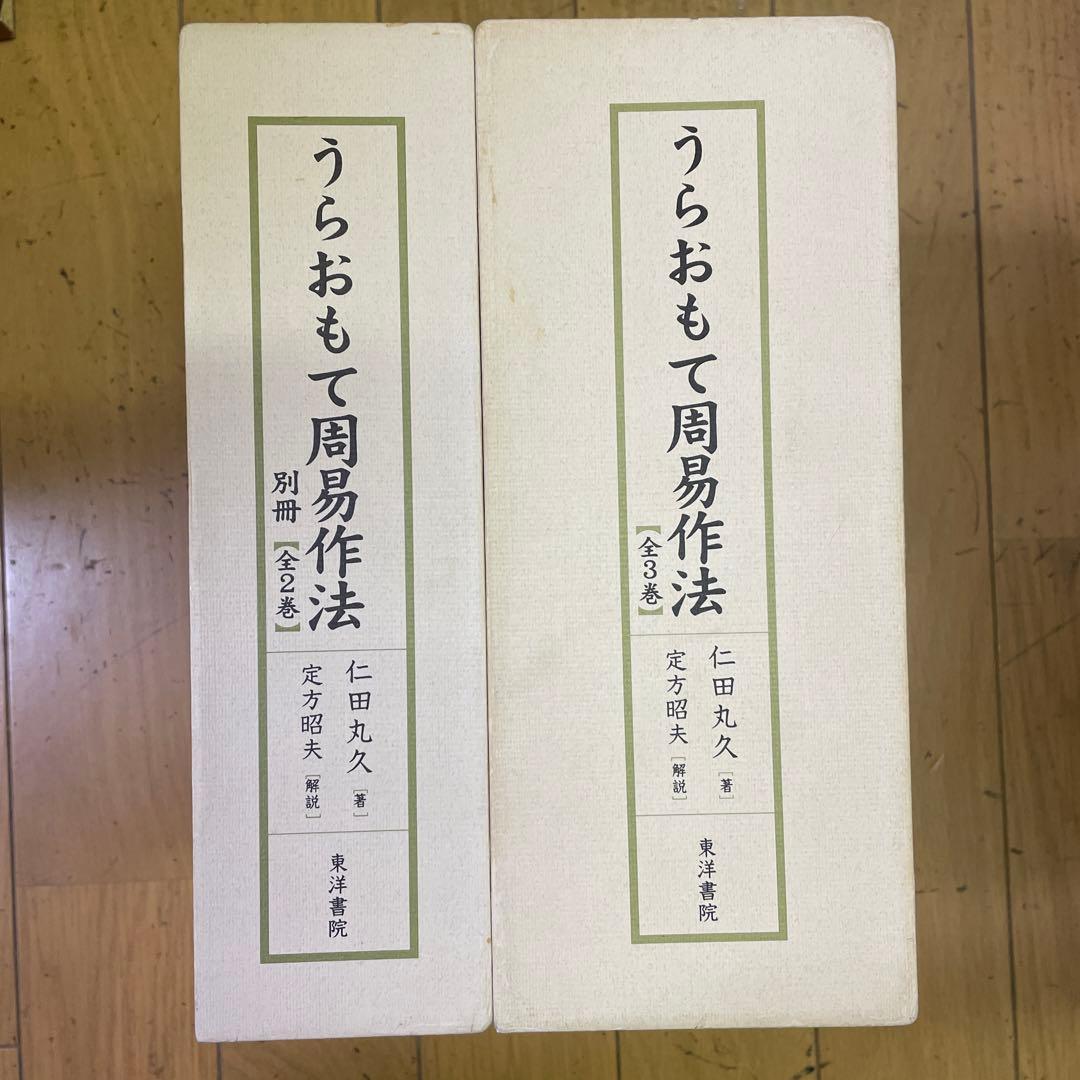 うらおもて周易作法
【全3巻】
仁田丸久［著］
定方昭夫［解説］
東洋書院
うらおもて周易作法
別冊【全2巻】
仁田丸久［著］
定方昭夫［解説］
東洋書院